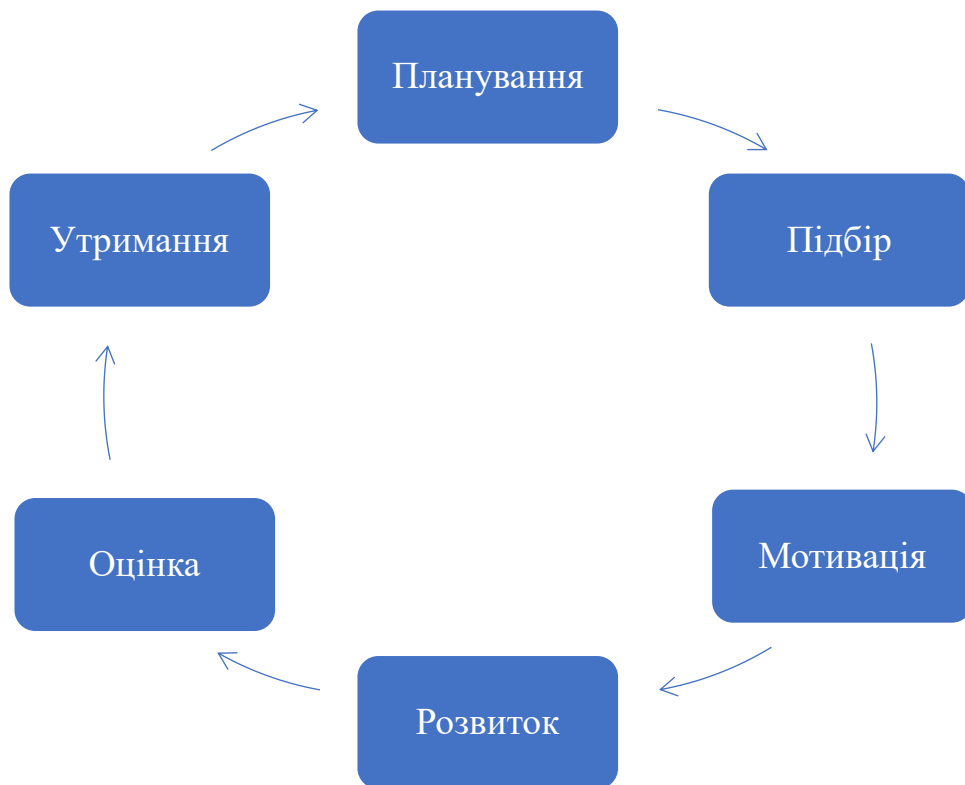 Планування
Підбір
Мотивація
Розвиток
Оцінка
Утримання